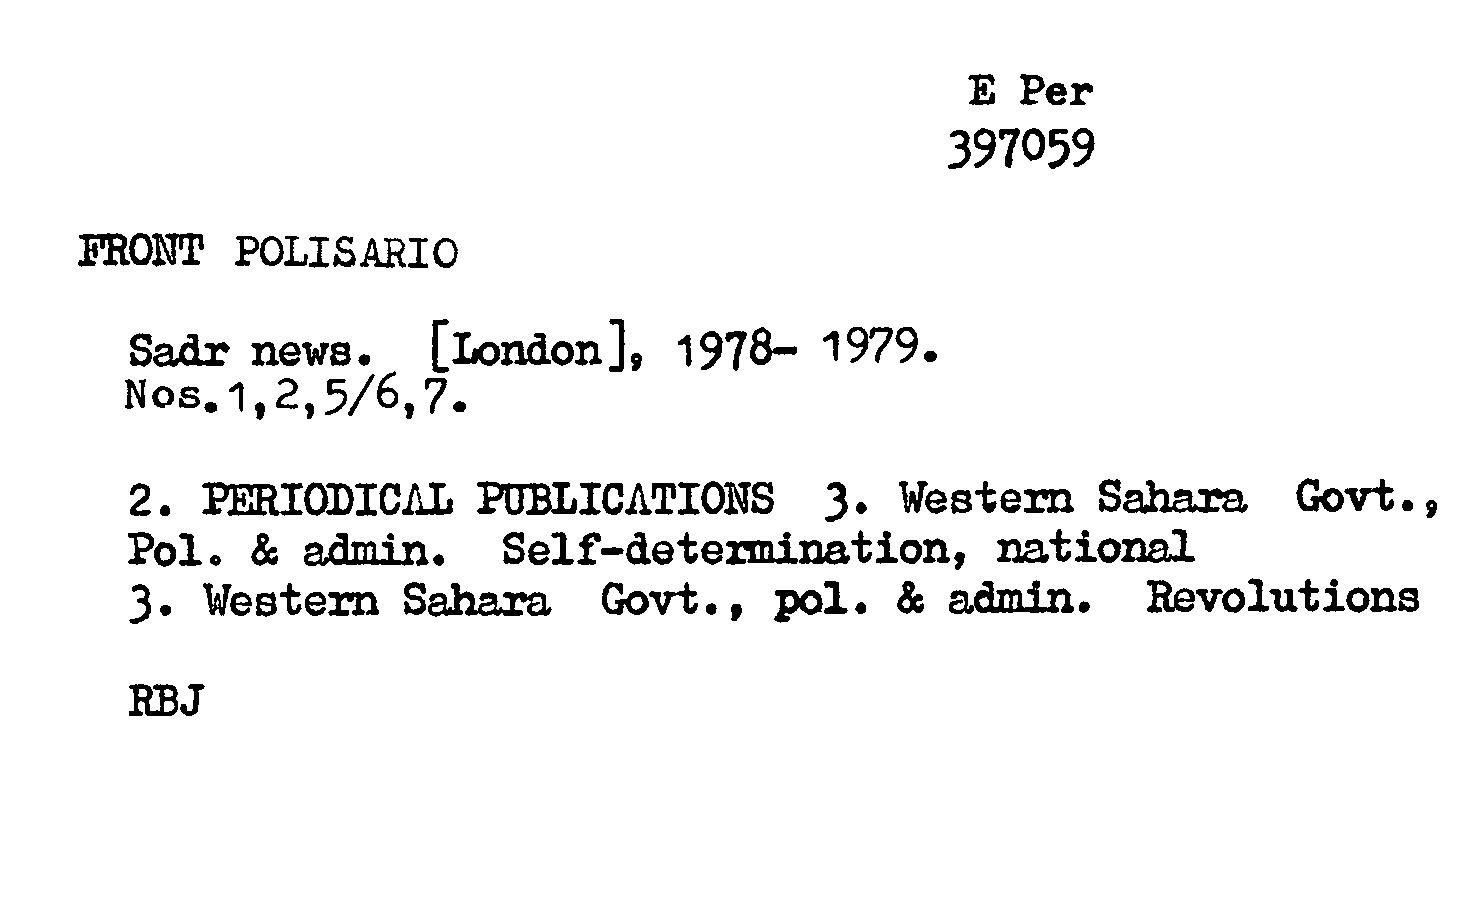 E Per
397059
FRONT POLISARIO
Sadr news. [London], 1978- 1979.
Nos.1,2,5/6,7.
2. PERIODICAL PUBLICATIONS 3. Western Sahara Govt.,
Pol. & admin. Self-determination, national
3. Western Sahara Govt., pol. & admin. Revolutions
RBJ